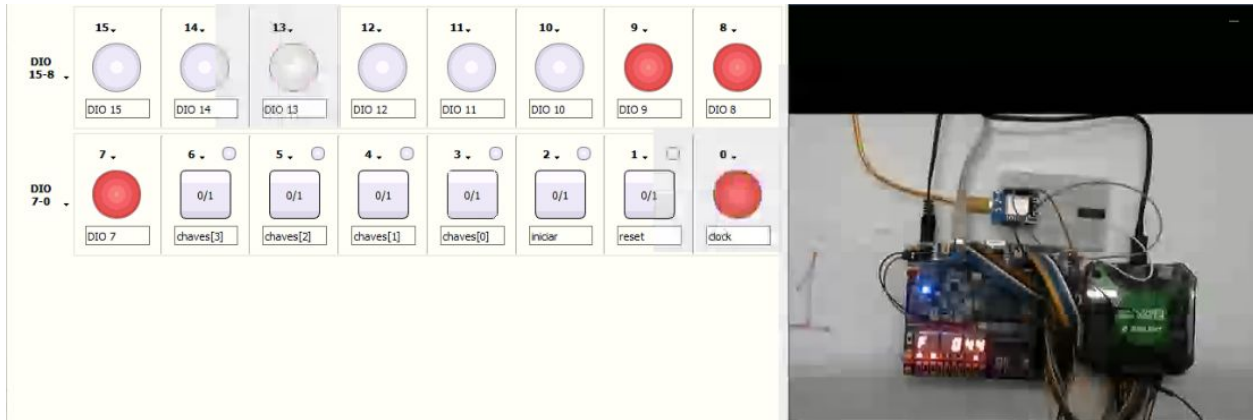 15 14 13 12 11 10 9 8
DIO
15-8
DIO 15 DIO 14 DIO 13 DIO 12 DIO 11 DIO 10 DIO 9 DIO 8
7 6 5 4 3 2 1 0
DIO
7-0
0/1 0/1 0/1 0/1 0/1 0/1
DIO 7 chaves[3] chaves[2] chaves[1] chaves[0] iniciar reset clock
F 044